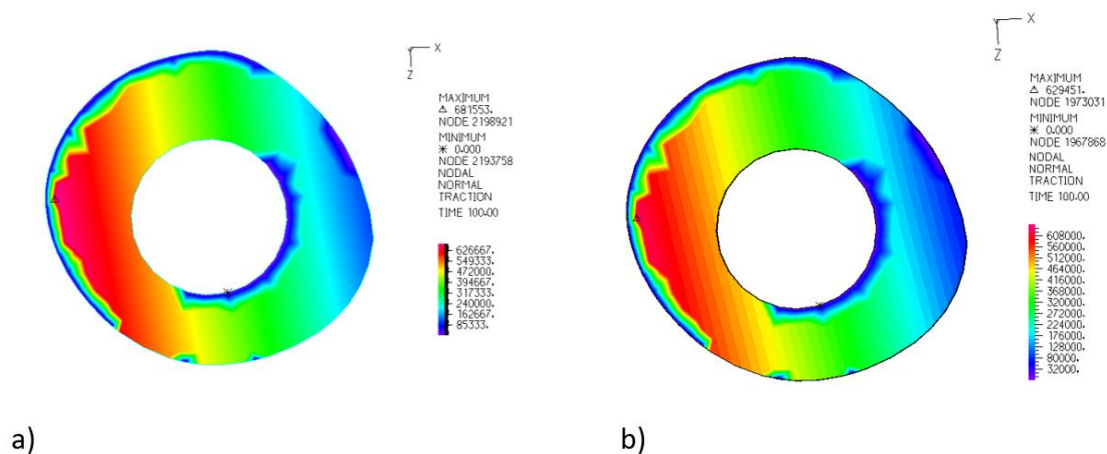 X
Z
MAXIMUM
△ 681553.
NODE 2198921
MINIMUM
* 0.000
NODE 2193758
NODAL
NORMAL
TRACTION
TIME 100.00
626667.
549333.
472000.
394667.
317333.
240000.
162667.
85333.
a)
Y X
Z
MAXIMUM
△ 629451.
NODE 1973031
MINIMUM
* 0.000
NODE 1967868
NODAL
NORMAL
TRACTION
TIME 100.00
608000.
560000.
512000.
464000.
416000.
368000.
320000.
272000.
224000.
176000.
128000.
80000.
32000.
b)